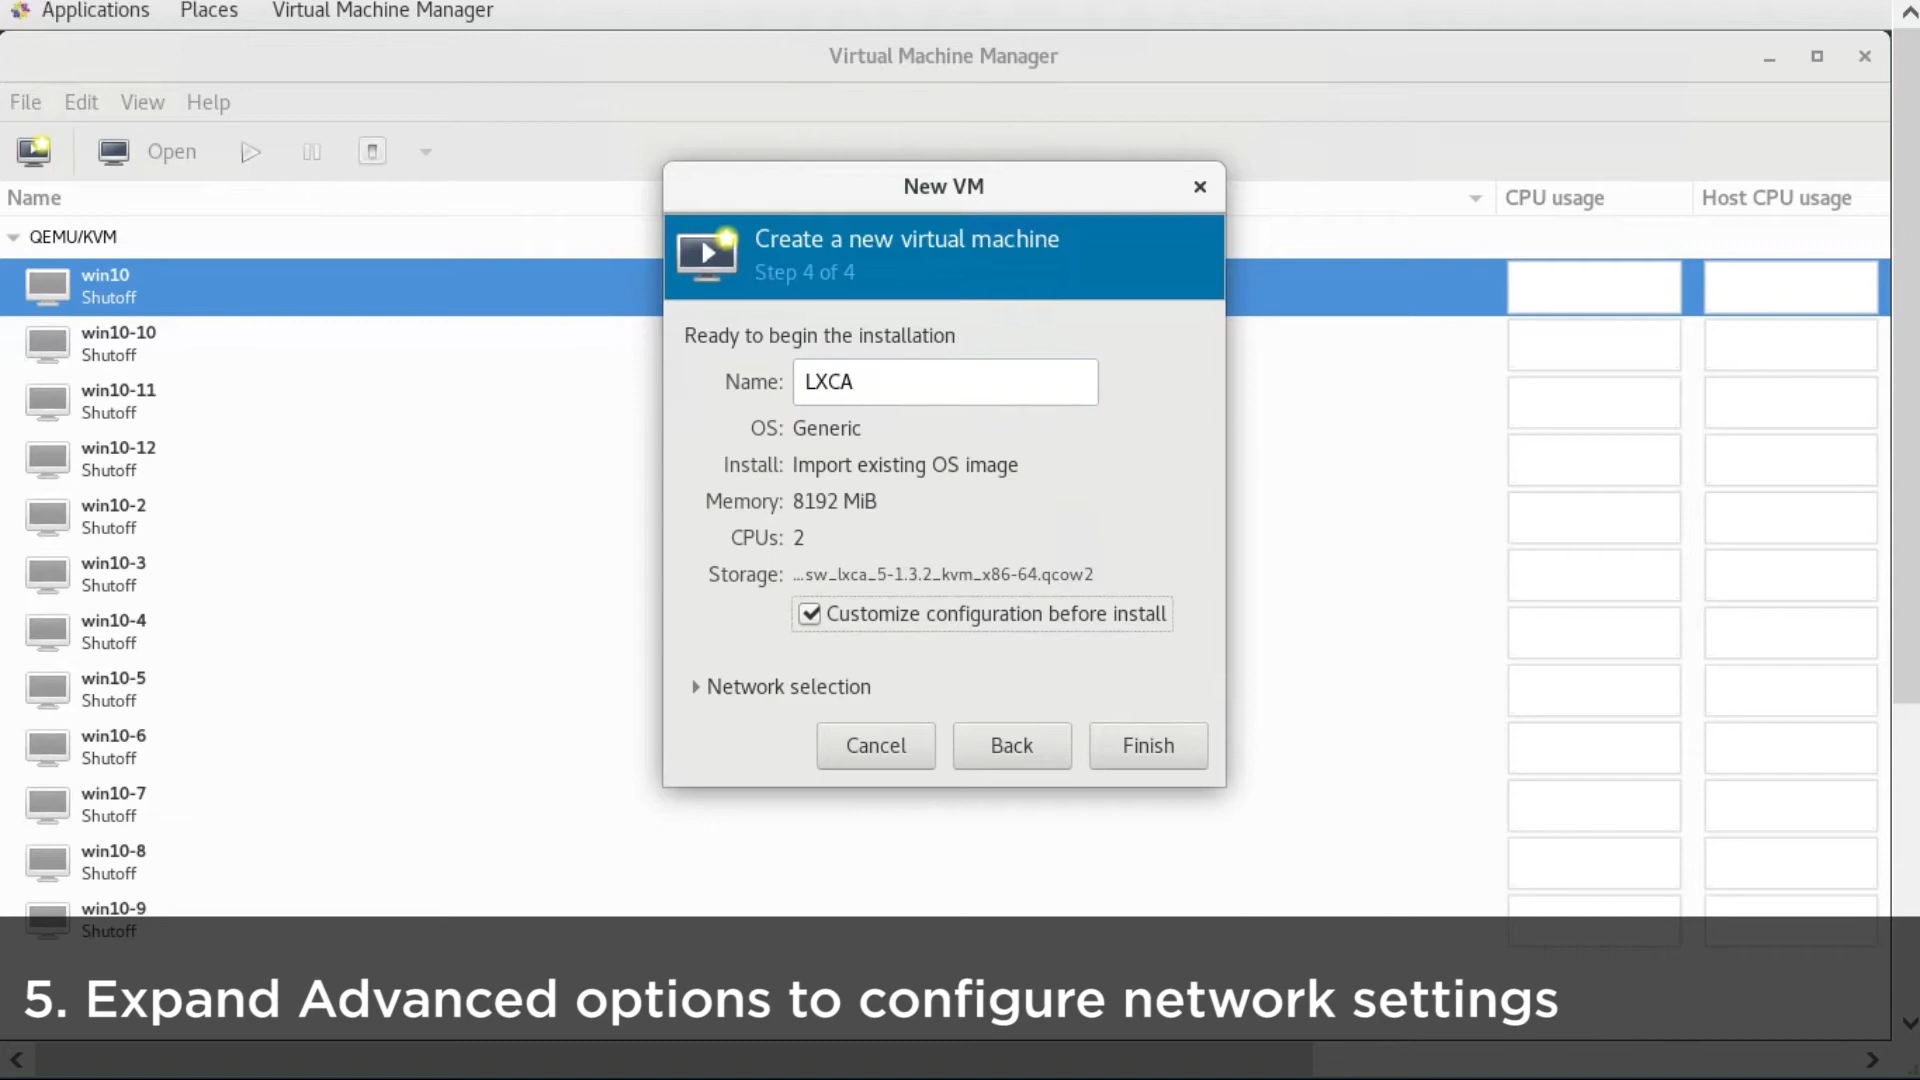 Applications Places Virtual Machine Manager
Virtual Machine Manager
File Edit View Help
Open
Name CPU usage Host CPU usage
QEMU/KVM
win10
Shutoff
win10-10
Shutoff
win10-11
Shutoff
win10-12
Shutoff
win10-2
Shutoff
win10-3
Shutoff
win10-4
Shutoff
win10-5
Shutoff
win10-6
Shutoff
win10-7
Shutoff
win10-8
Shutoff
win10-9
Shutoff
New VM
Create a new virtual machine
Step 4 of 4
Ready to begin the installation
Name: LXCA
OS: Generic
Install: Import existing OS image
Memory: 8192 MiB
CPUs: 2
Storage: ...sw_lxca_5-1.3.2_kvm_x86-64.qcow2
Customize configuration before install
Network selection
Cancel Back Finish
5. Expand Advanced options to configure network settings